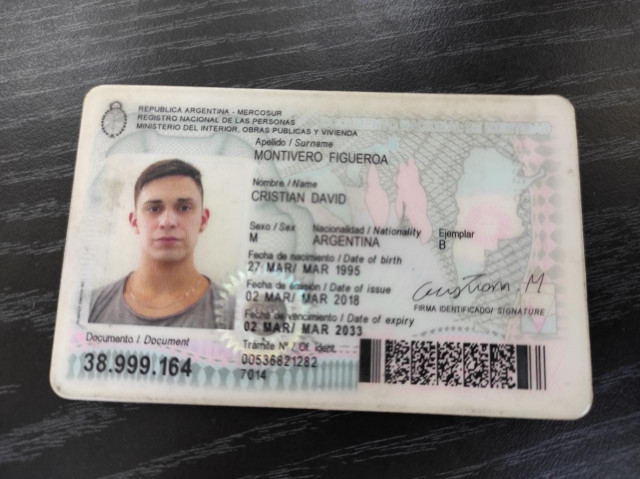 REPUBLICA ARGENTINA - MERCOSUR
REGISTRO NACIONAL DE LAS PERSONAS
MINISTERIO DEL INTERIOR, OBRAS PUBLICAS Y VIVIENDA
Apellido / Surname
MONTIVERO FIGUEROA
Nombre / Name
CRISTIAN DAVID
Sexo / Sex Nacionalidad / Nationality Ejemplar
M ARGENTINA B
Fecha de nacimiento / Date of birth
27 MAR/ MAR 1995
Fecha de emisión / Date of issue
02 MAR/ MAR 2018
Fecha de vencimiento / Date of expiry
02 MAR/ MAR 2033
Cristian M
FIRMA IDENTIFICADO/ SIGNATURE
Documento / Document
38.999.164
Trámite N° / Of. ident.
00536821282
7014